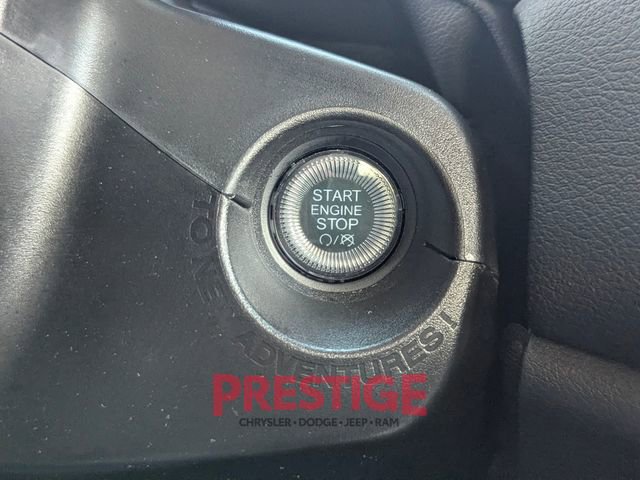 START
ENGINE
STOP
ADVENTURES!
PRESTIGE
CHRYSLER • DODGE • JEEP • RAM